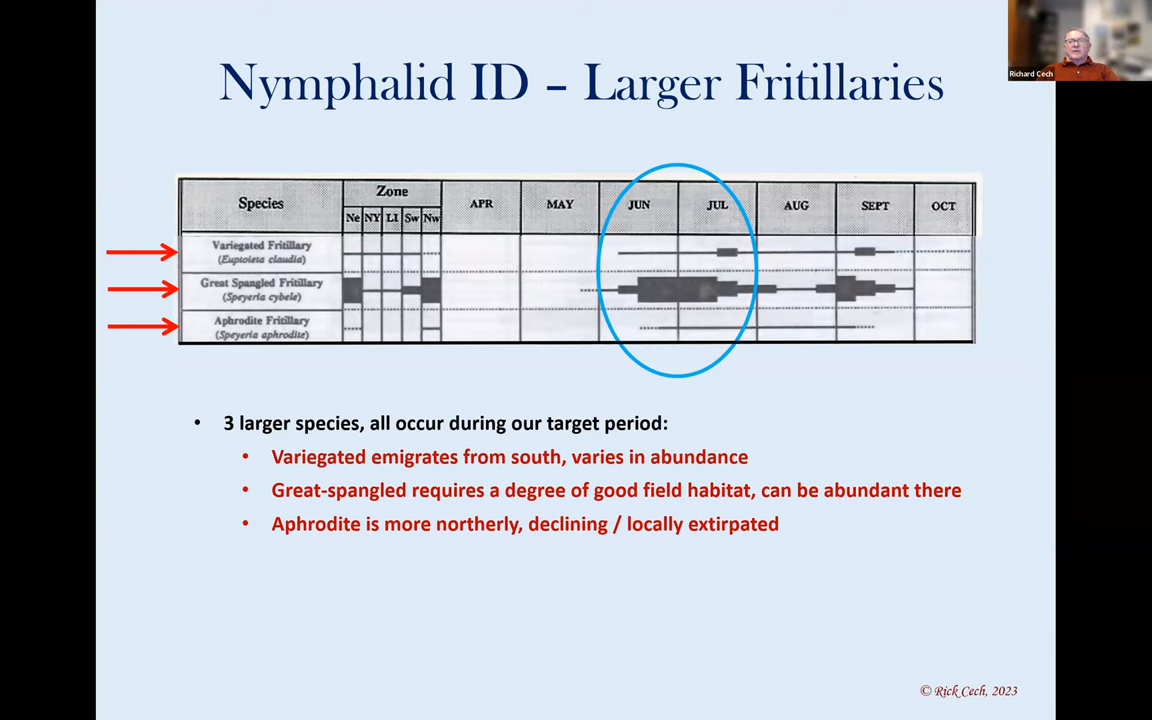 Richard Cech
Nymphalid ID – Larger Fritillaries
Species
Zone
Ne NY LI Sw Nw
APR MAY JUN JUL AUG SEPT OCT
Variegated Fritillary
(Euptoieta claudia)
Great Spangled Fritillary
(Speyeria cybele)
Aphrodite Fritillary
(Speyeria aphrodite)
• 3 larger species, all occur during our target period:
• Variegated emigrates from south, varies in abundance
• Great-spangled requires a degree of good field habitat, can be abundant there
• Aphrodite is more northerly, declining / locally extirpated
© Rick Cech, 2023